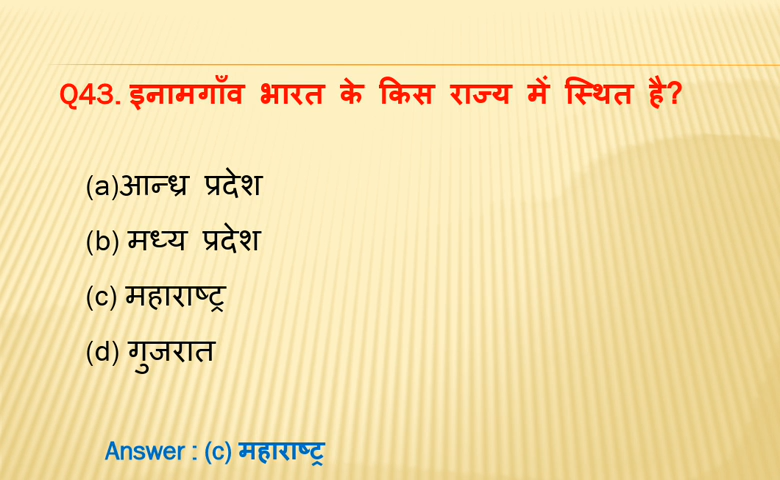 Q43. इनामगाँव भारत के किस राज्य में स्थित है?
(a)आन्ध्र प्रदेश
(b) मध्य प्रदेश
(c) महाराष्ट्र
(d) गुजरात
Answer : (c) महाराष्ट्र